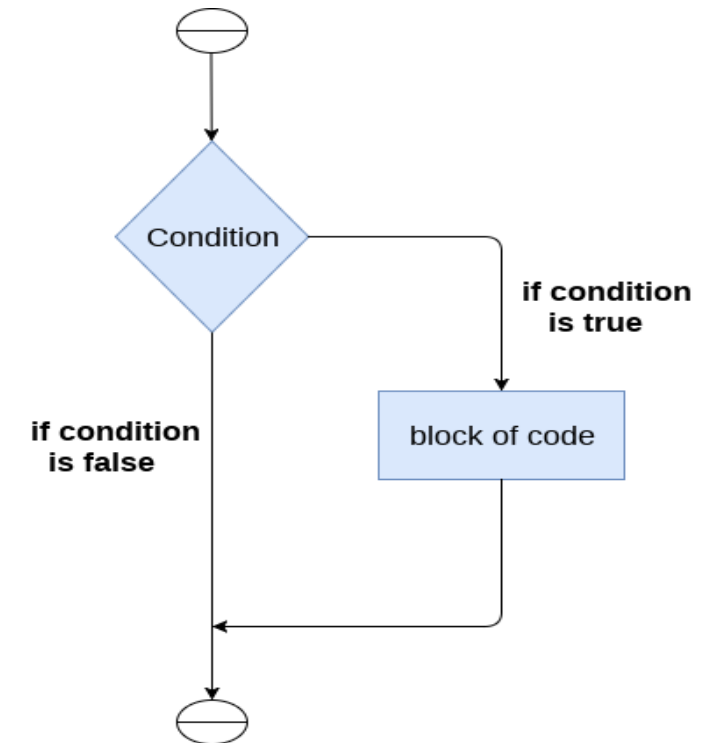 Condition
if condition
is true
if condition
is false
block of code